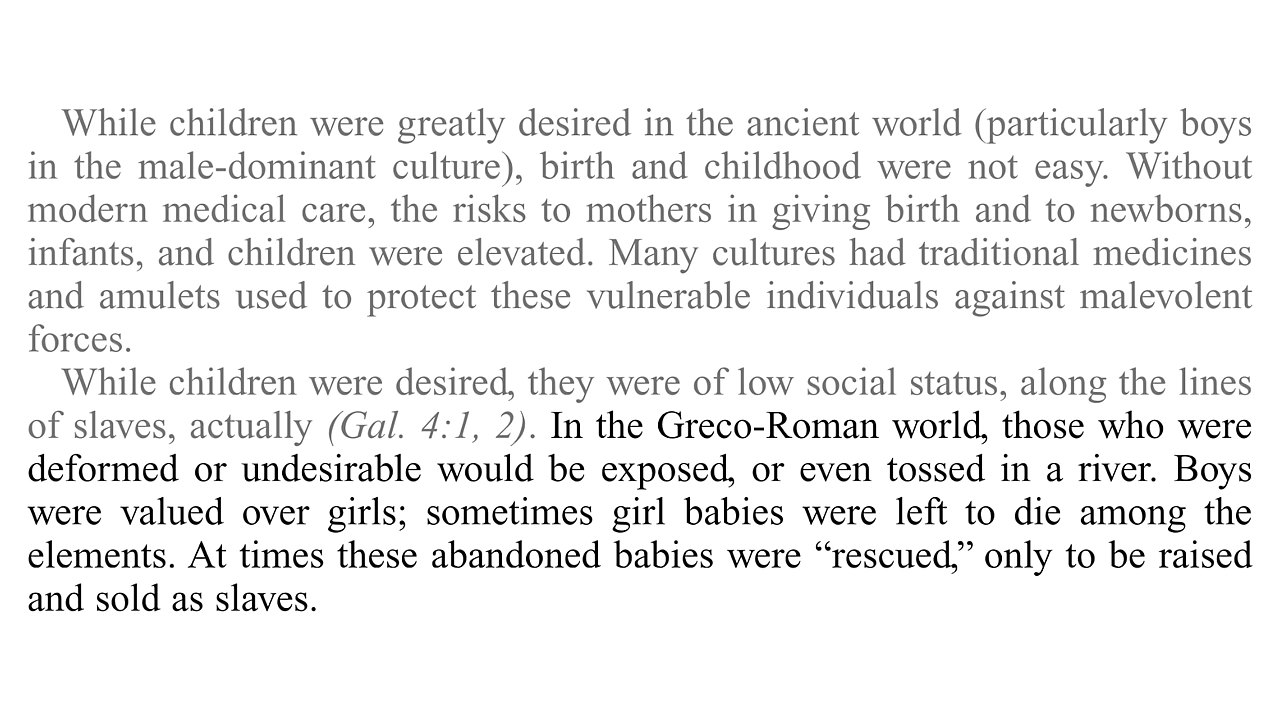 While children were greatly desired in the ancient world (particularly boys
in the male-dominant culture), birth and childhood were not easy. Without
modern medical care, the risks to mothers in giving birth and to newborns,
infants, and children were elevated. Many cultures had traditional medicines
and amulets used to protect these vulnerable individuals against malevolent
forces.
While children were desired, they were of low social status, along the lines
of slaves, actually (Gal. 4:1, 2). In the Greco-Roman world, those who were
deformed or undesirable would be exposed, or even tossed in a river. Boys
were valued over girls; sometimes girl babies were left to die among the
elements. At times these abandoned babies were “rescued,” only to be raised
and sold as slaves.